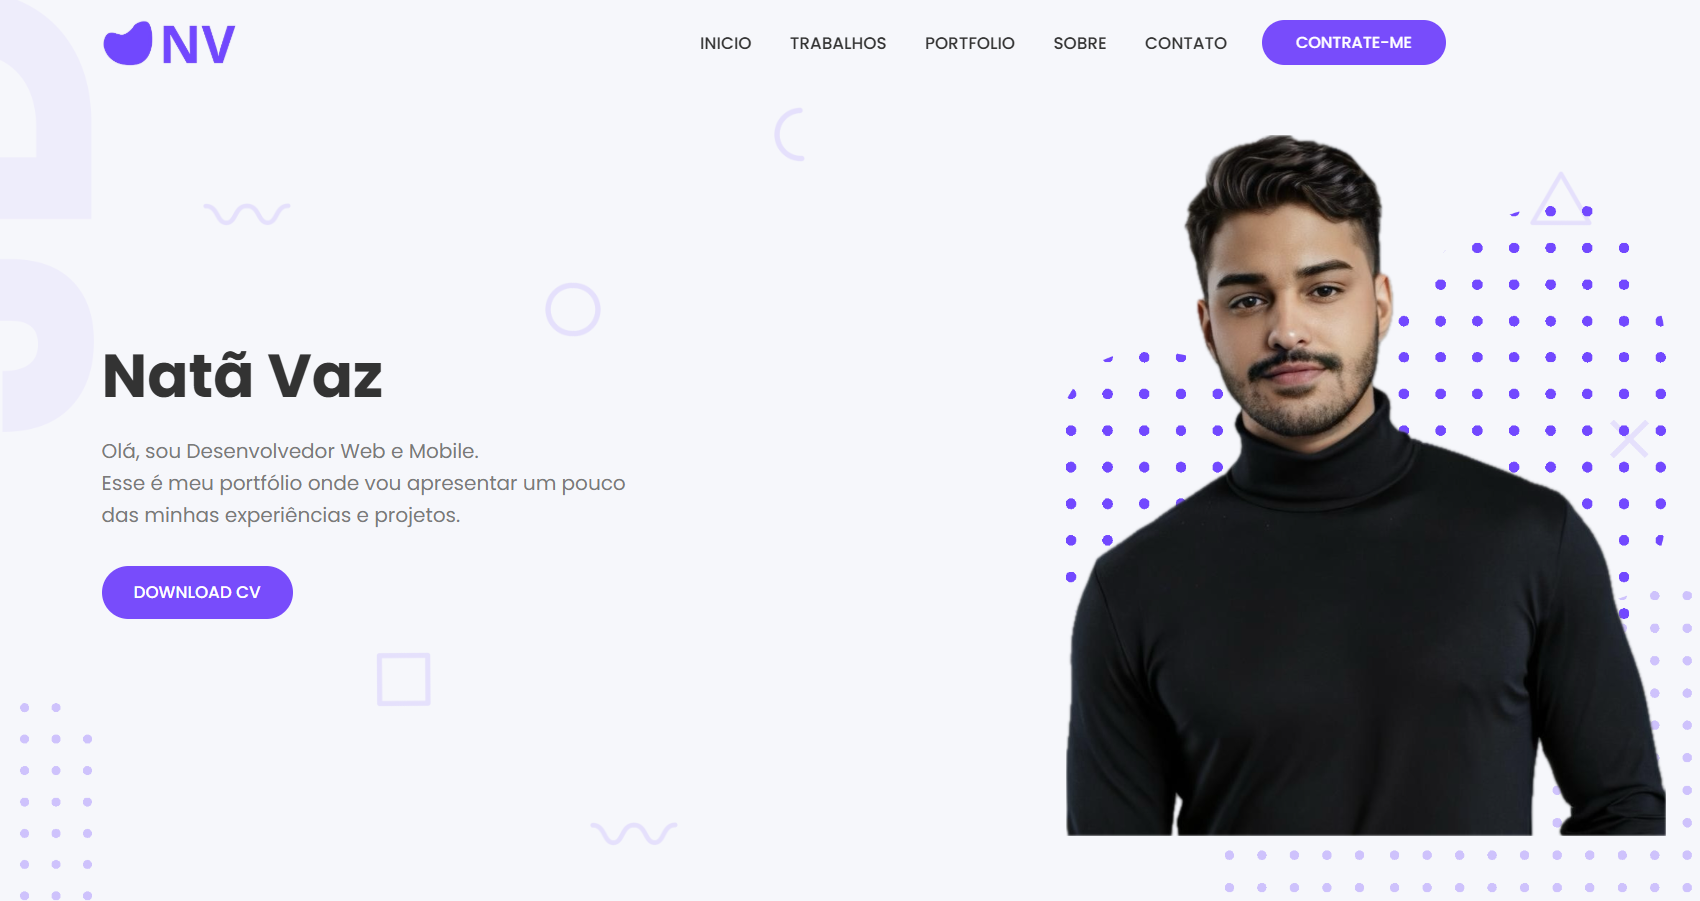 NV
INICIO TRABALHOS PORTFOLIO SOBRE CONTATO CONTRATE-ME
Natã Vaz
Olá, sou Desenvolvedor Web e Mobile.
Esse é meu portfólio onde vou apresentar um pouco
das minhas experiências e projetos.
DOWNLOAD CV